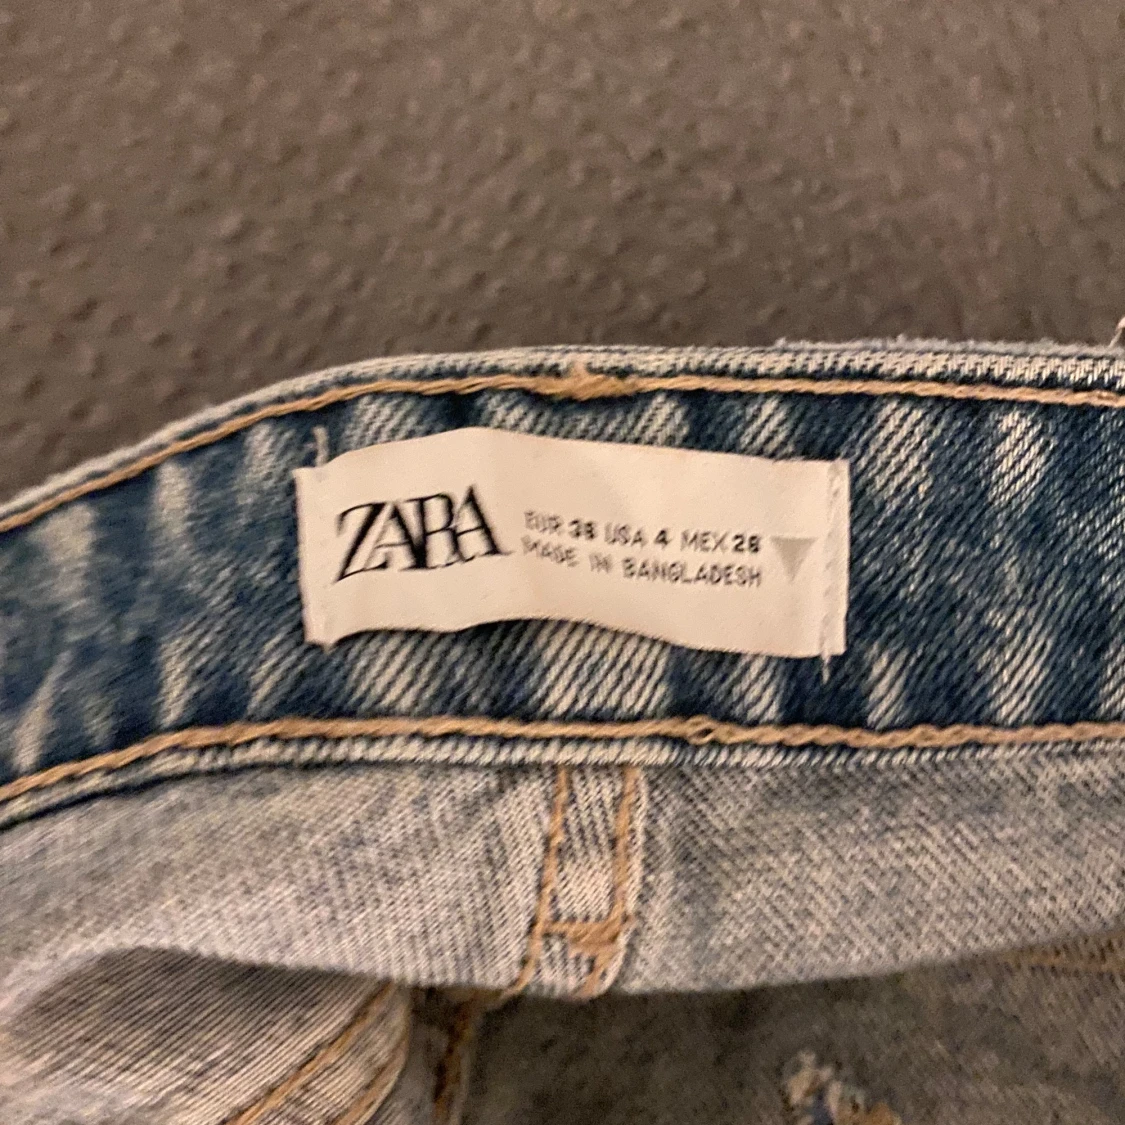 ZARA
EUR 38 USA 4 MEX 28
MADE IN BANGLADESH